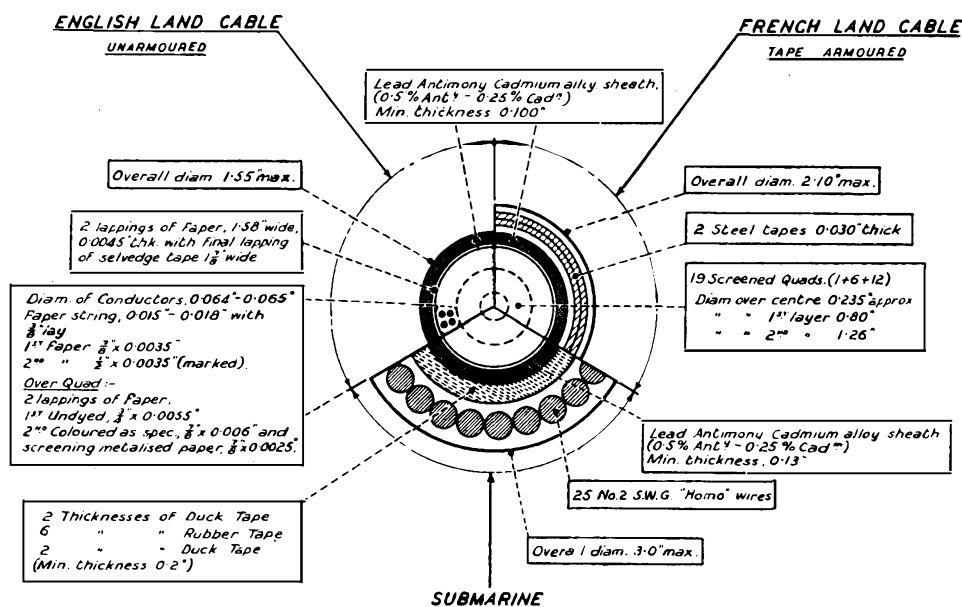 ENGLISH LAND CABLE
UNARMOURED
FRENCH LAND CABLE
TAPE ARMOURED
Lead Antimony Cadmium alloy sheath,
(0·5% Antʸ - 0·25% Cadᵐ)
Min. thickness 0·100"
Overall diam 1·55"max.
2 lappings of Paper, 1·58"wide,
0·0045"thk. with final lapping
of selvedge tape 1⅞"wide
Diam. of Conductors, 0·064"-0·065"
Paper string, 0·015"- 0·018" with
⅜"lay
1ˢᵀ Paper ⅜"x 0·0035"
2ᴺᴰ " ½"x 0·0035"(marked).
Over Quad :-
2 lappings of Paper,
1ˢᵀ Undyed, ¾"x 0·0055"
2ᴺᴰ Coloured as spec., ⅞"x 0·006" and
screening metalised paper, ⅞"x 0·0025".
2 Thicknesses of Duck Tape
6 " " Rubber Tape
2 " " Duck Tape
(Min. thickness 0·2")
Overall diam. 2·10"max.
2 Steel tapes 0·030"thick
19 Screened Quads.(1+6+12)
Diam over centre 0·235"approx
" " 1ˢᵀ layer 0·80"
" " 2ᴺᴰ " 1·26"
Lead Antimony Cadmium alloy sheath
(0·5% Antʸ - 0·25% Cadᵐ)
Min. thickness, 0·13"
25 No.2 S.W.G. "Homo" wires
Overa l diam. 3·0"max.
SUBMARINE